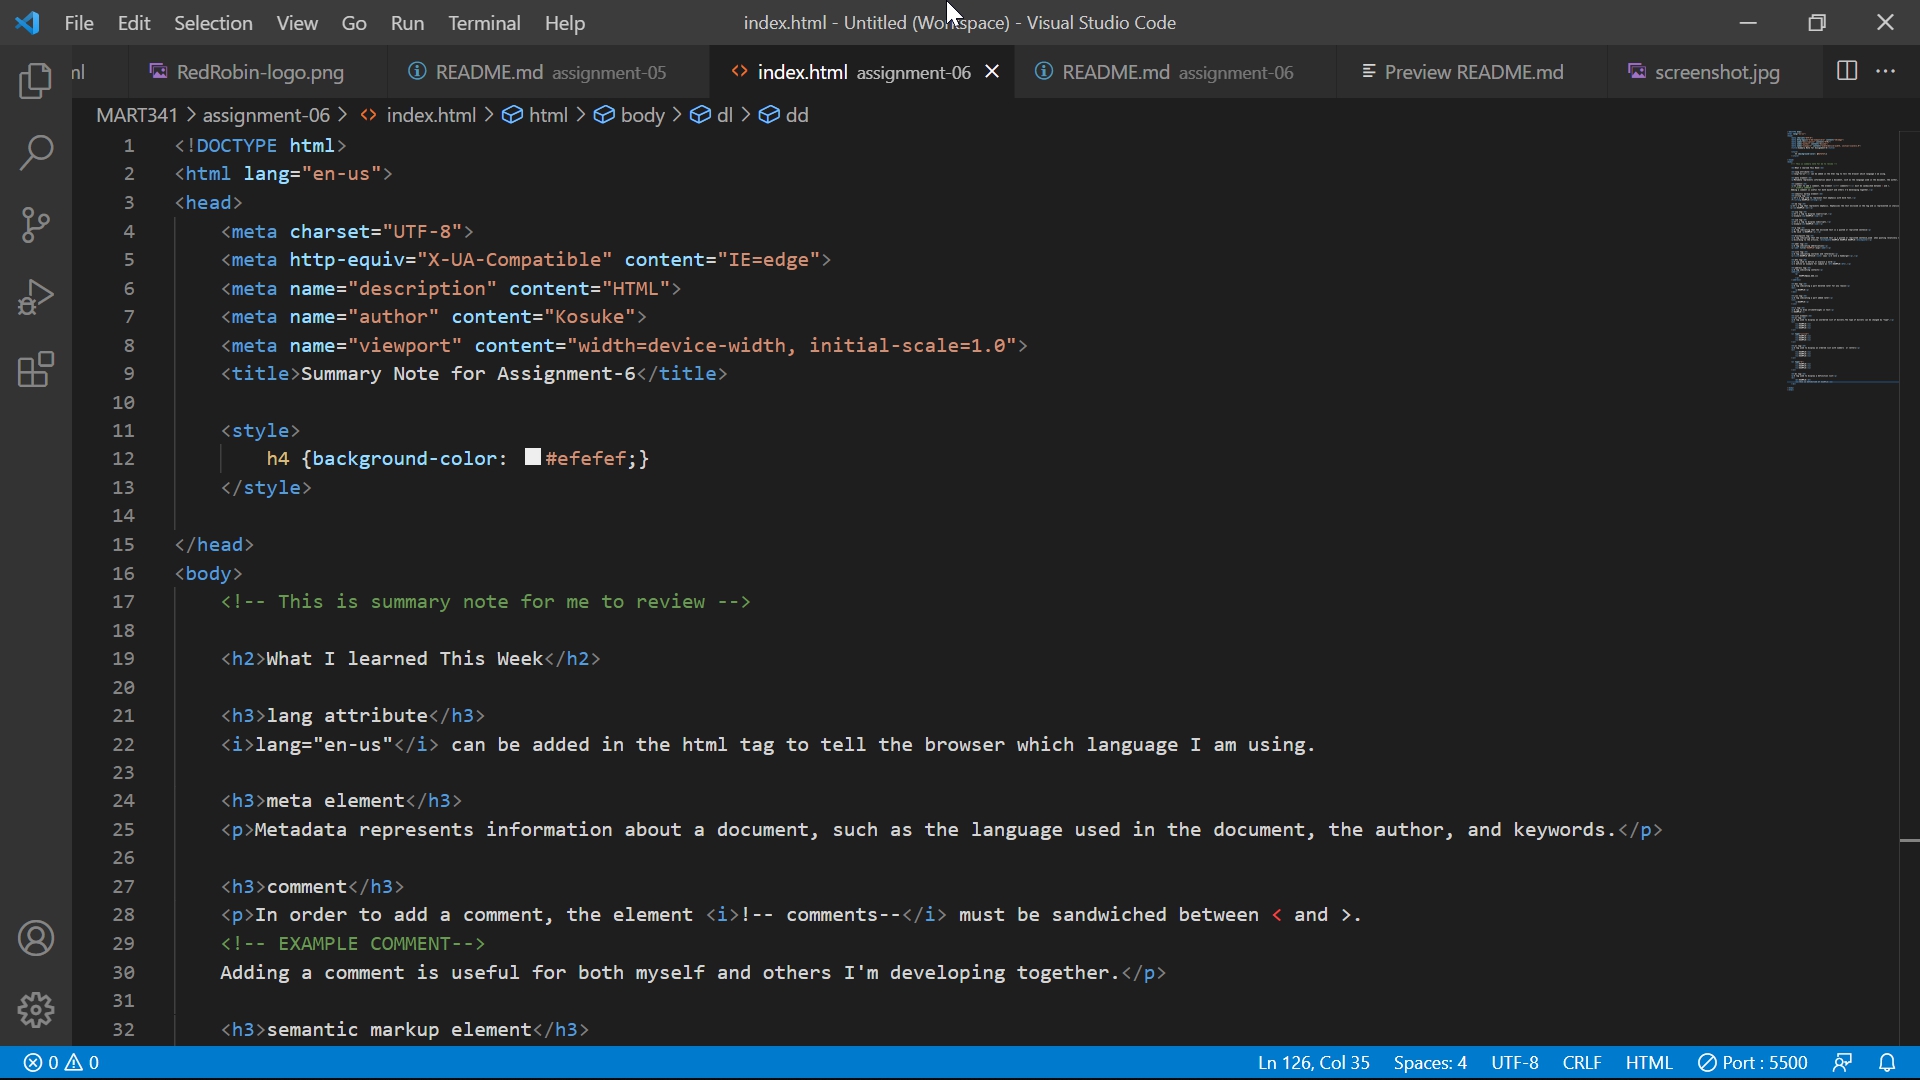 File Edit Selection View Go Run Terminal Help
index.html - Untitled (Workspace) - Visual Studio Code
ml RedRobin-logo.png README.md assignment-05 index.html assignment-06 README.md assignment-06 Preview README.md screenshot.jpg
MART341 > assignment-06 > index.html > html > body > dl > dd
1 <!DOCTYPE html>
2 <html lang="en-us">
3 <head>
4 <meta charset="UTF-8">
5 <meta http-equiv="X-UA-Compatible" content="IE=edge">
6 <meta name="description" content="HTML">
7 <meta name="author" content="Kosuke">
8 <meta name="viewport" content="width=device-width, initial-scale=1.0">
9 <title>Summary Note for Assignment-6</title>
10
11 <style>
12 h4 {background-color: #efefef;}
13 </style>
14
15 </head>
16 <body>
17 <!-- This is summary note for me to review -->
18
19 <h2>What I learned This Week</h2>
20
21 <h3>lang attribute</h3>
22 <i>lang="en-us"</i> can be added in the html tag to tell the browser which language I am using.
23
24 <h3>meta element</h3>
25 <p>Metadata represents information about a document, such as the language used in the document, the author, and keywords.</p>
26
27 <h3>comment</h3>
28 <p>In order to add a comment, the element <i>!-- comments--</i> must be sandwiched between < and >.
29 <!-- EXAMPLE COMMENT-->
30 Adding a comment is useful for both myself and others I'm developing together.</p>
31
32 <h3>semantic markup element</h3>
0 0 Ln 126, Col 35 Spaces: 4 UTF-8 CRLF HTML Port : 5500